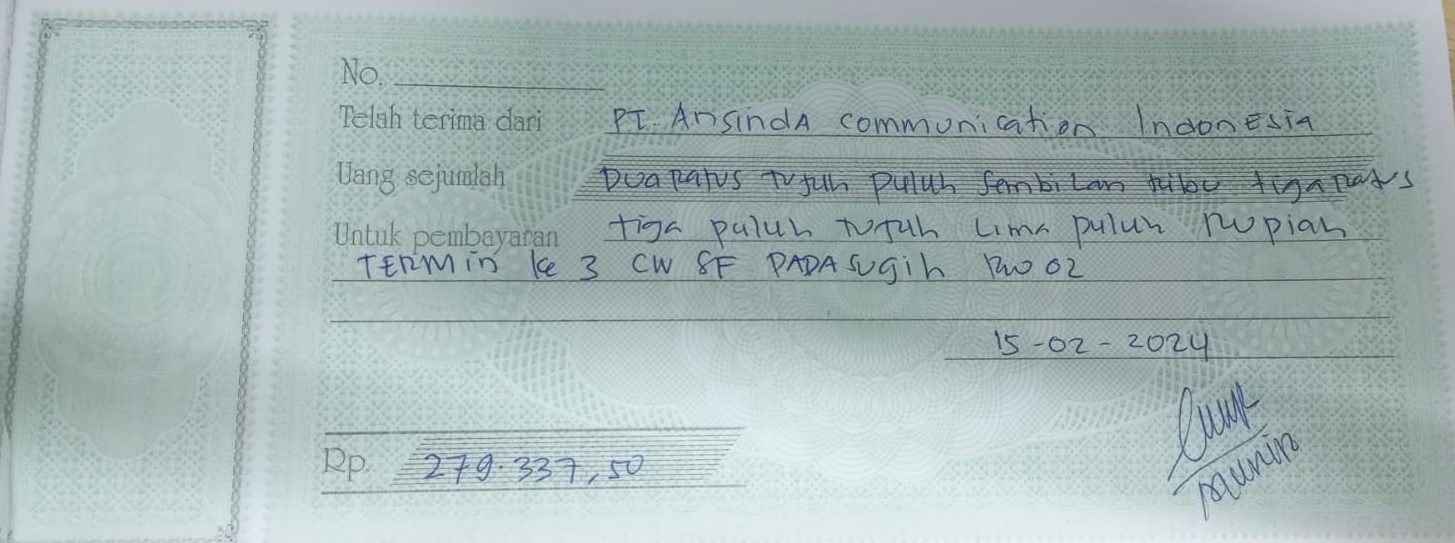 No.
Telah terima dari PT. Ansinda communication Indonesia
Uang sejumlah Dua ratus tujuh puluh sembilan ribu tiga ratus
Untuk pembayaran tiga puluh tujuh Lima puluh rupiah
TERMin ke 3 CW SF PADASUgih RW 02
15-02-2024
Rp. 279.337,50
munir